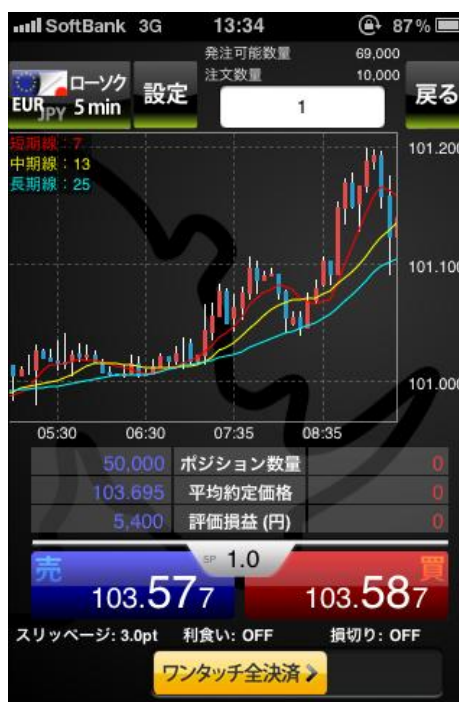 SoftBank 3G 13:34 87%
発注可能数量 69,000
注文数量 10,000
EUR JPY ローソク 5 min 設定 1 戻る
短期線：7
中期線：13
長期線：25
101.200
101.100
101.000
05:30 06:30 07:35 08:35
50,000 ポジション数量 0
103.695 平均約定価格 0
5,400 評価損益 (円) 0
SP 1.0
売 買
103.577 103.587
スリッページ: 3.0pt 利食い: OFF 損切り: OFF
ワンタッチ全決済